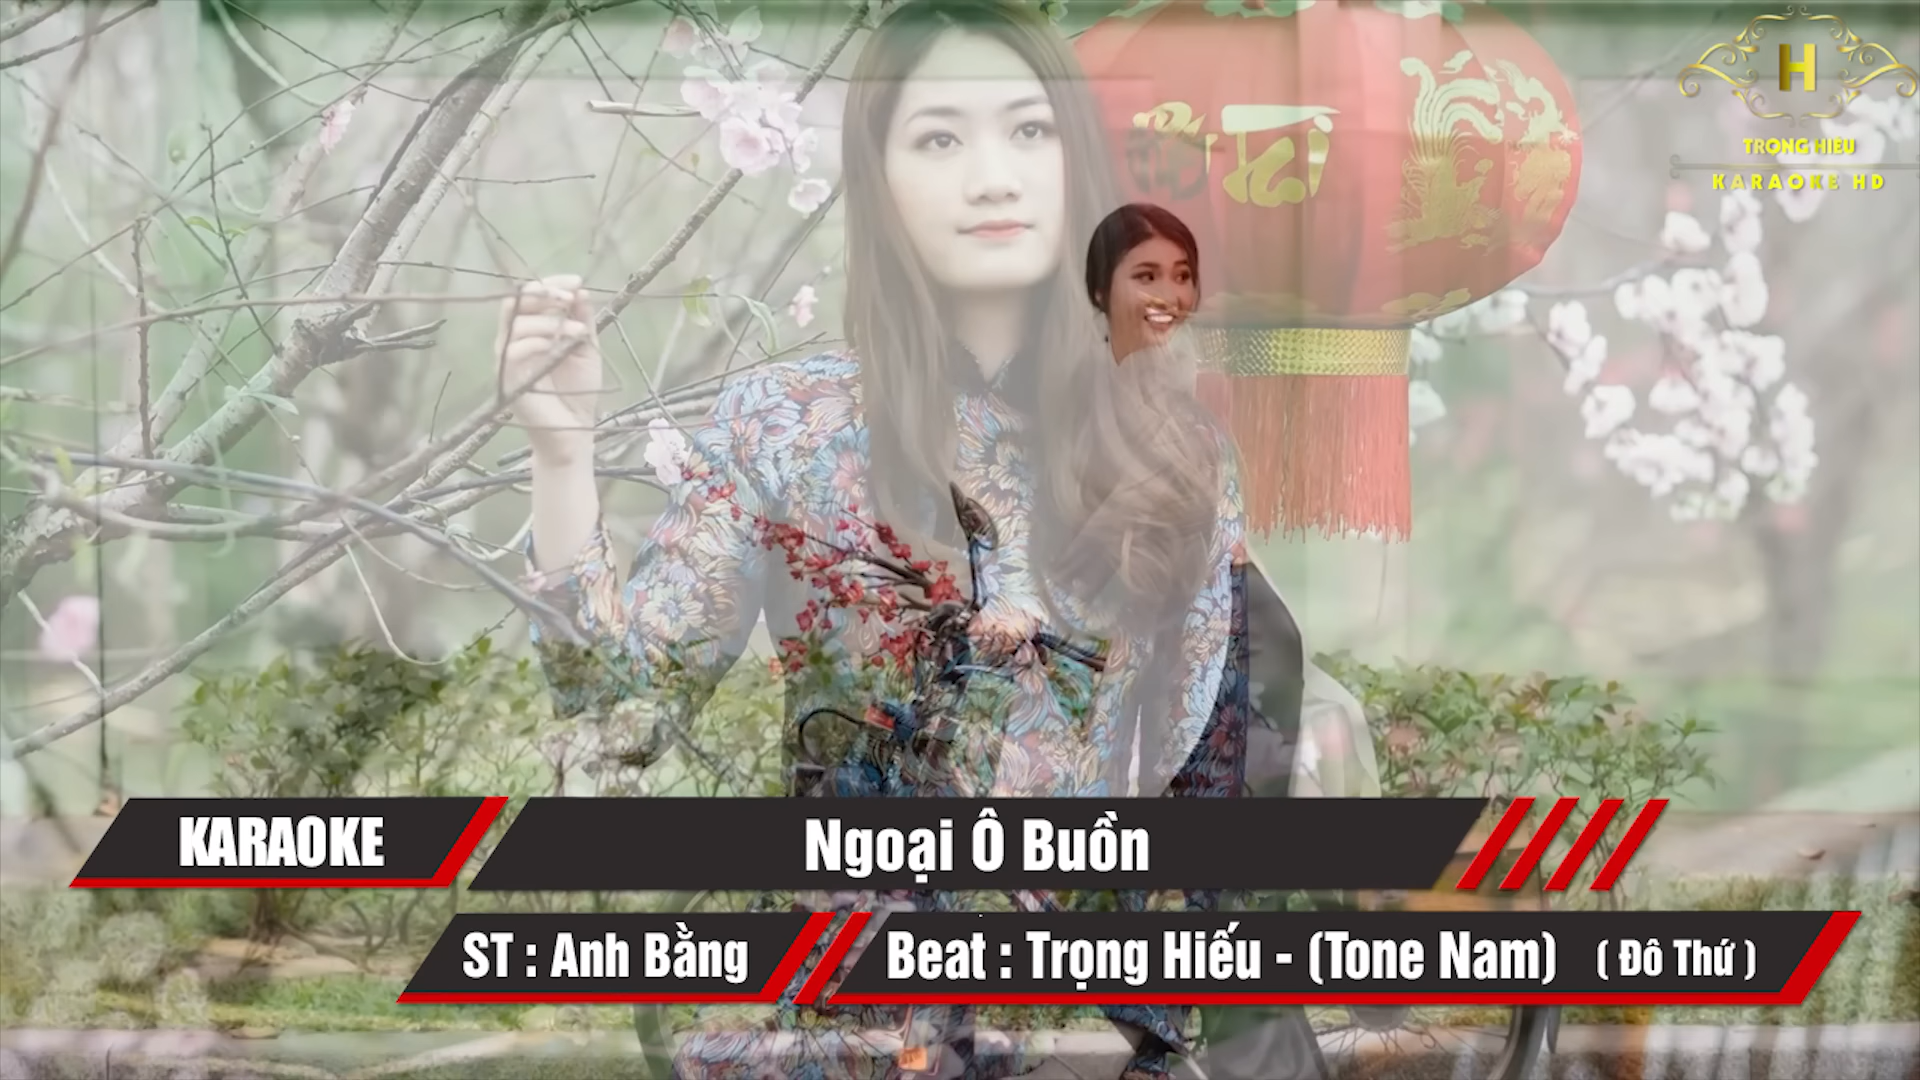 H
TRỌNG HIẾU
KARAOKE HD
KARAOKE
Ngoại Ô Buồn
ST : Anh Bằng
Beat : Trọng Hiếu - (Tone Nam) ( Đô Thứ )